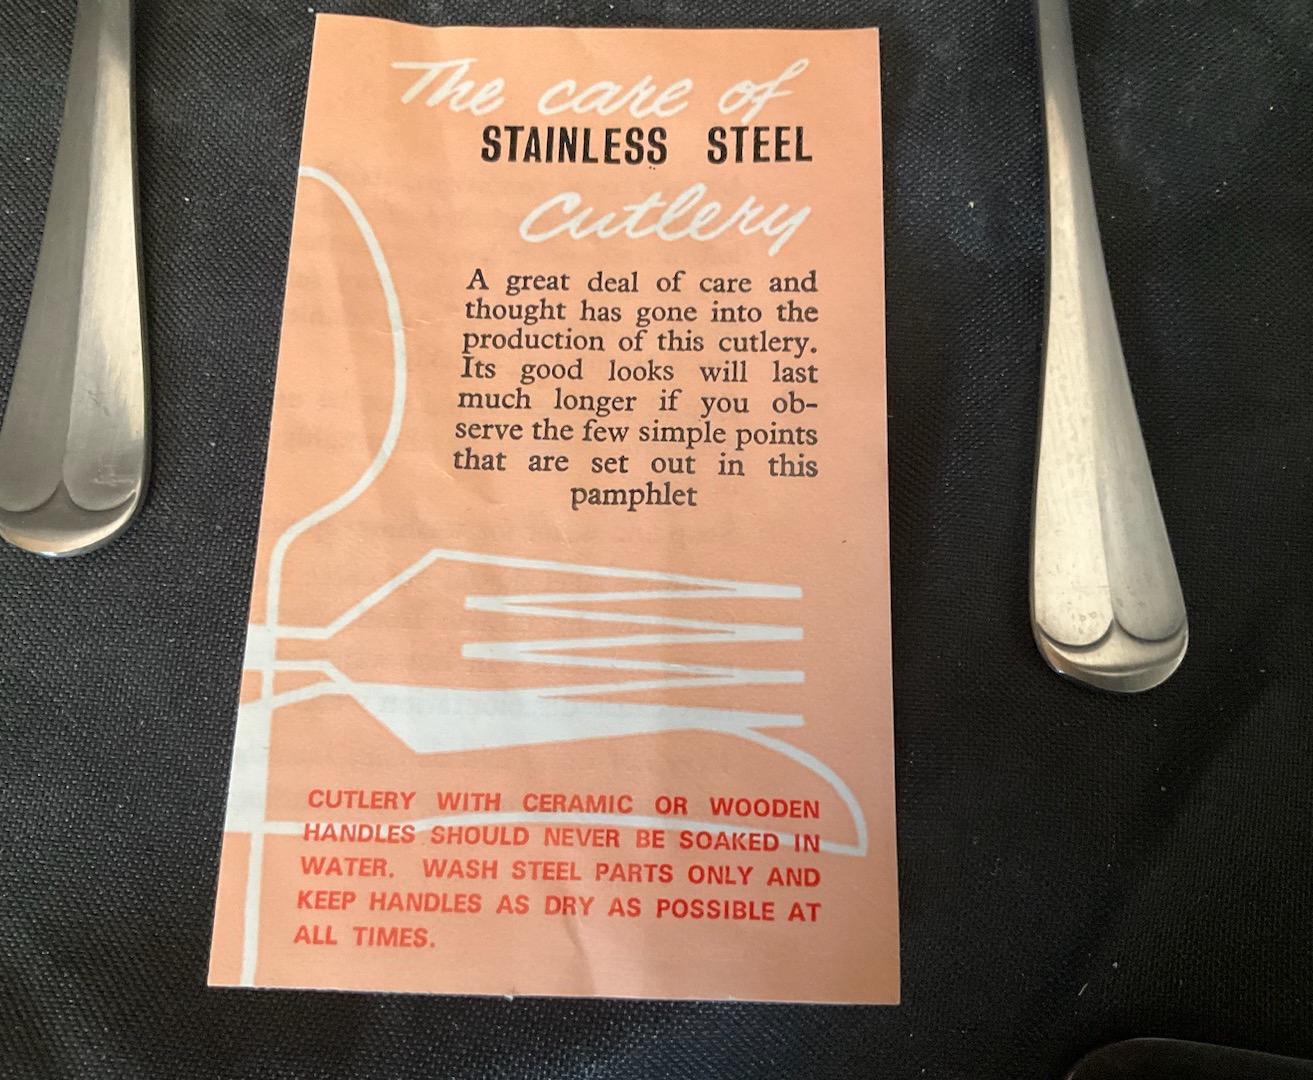 The care of
STAINLESS STEEL
Cutlery
A great deal of care and
thought has gone into the
production of this cutlery.
Its good looks will last
much longer if you ob-
serve the few simple points
that are set out in this
pamphlet
CUTLERY WITH CERAMIC OR WOODEN
HANDLES SHOULD NEVER BE SOAKED IN
WATER. WASH STEEL PARTS ONLY AND
KEEP HANDLES AS DRY AS POSSIBLE AT
ALL TIMES.